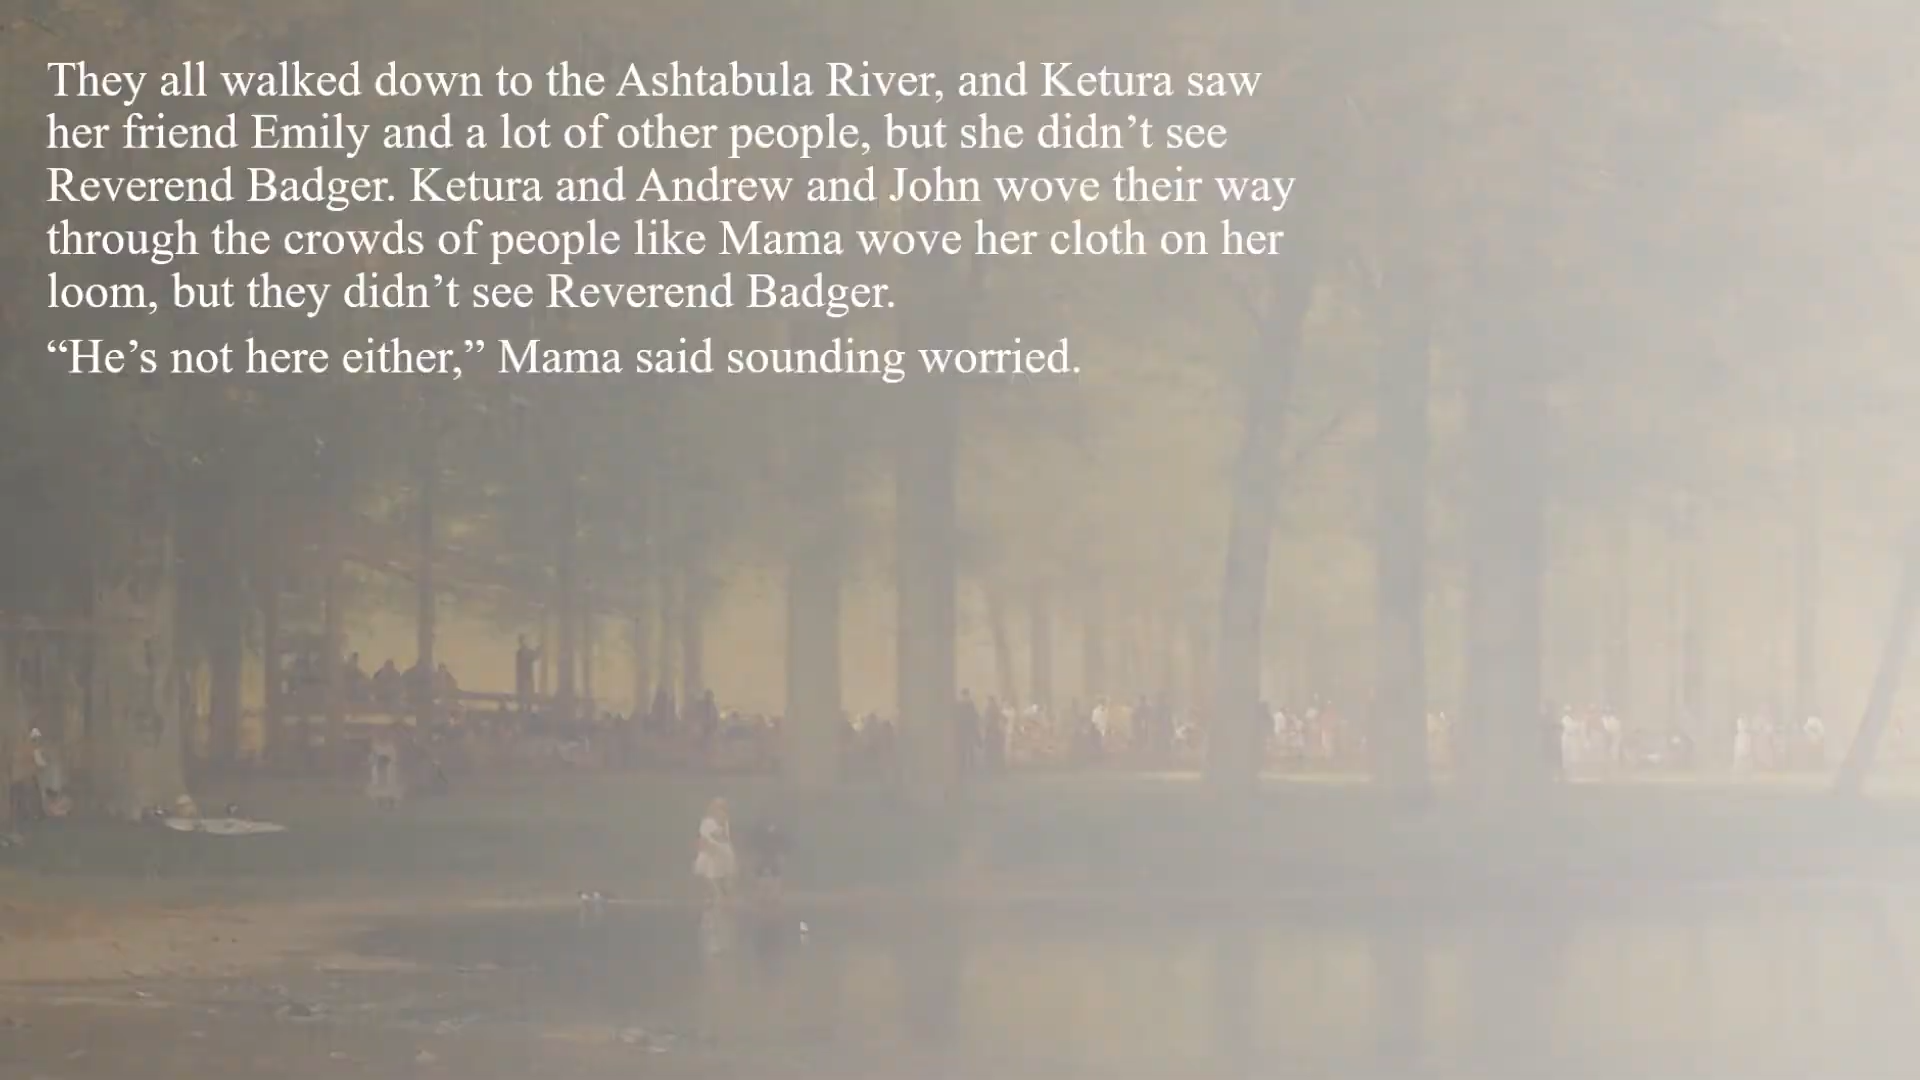 They all walked down to the Ashtabula River, and Ketura saw
her friend Emily and a lot of other people, but she didn’t see
Reverend Badger. Ketura and Andrew and John wove their way
through the crowds of people like Mama wove her cloth on her
loom, but they didn’t see Reverend Badger.
“He’s not here either,” Mama said sounding worried.